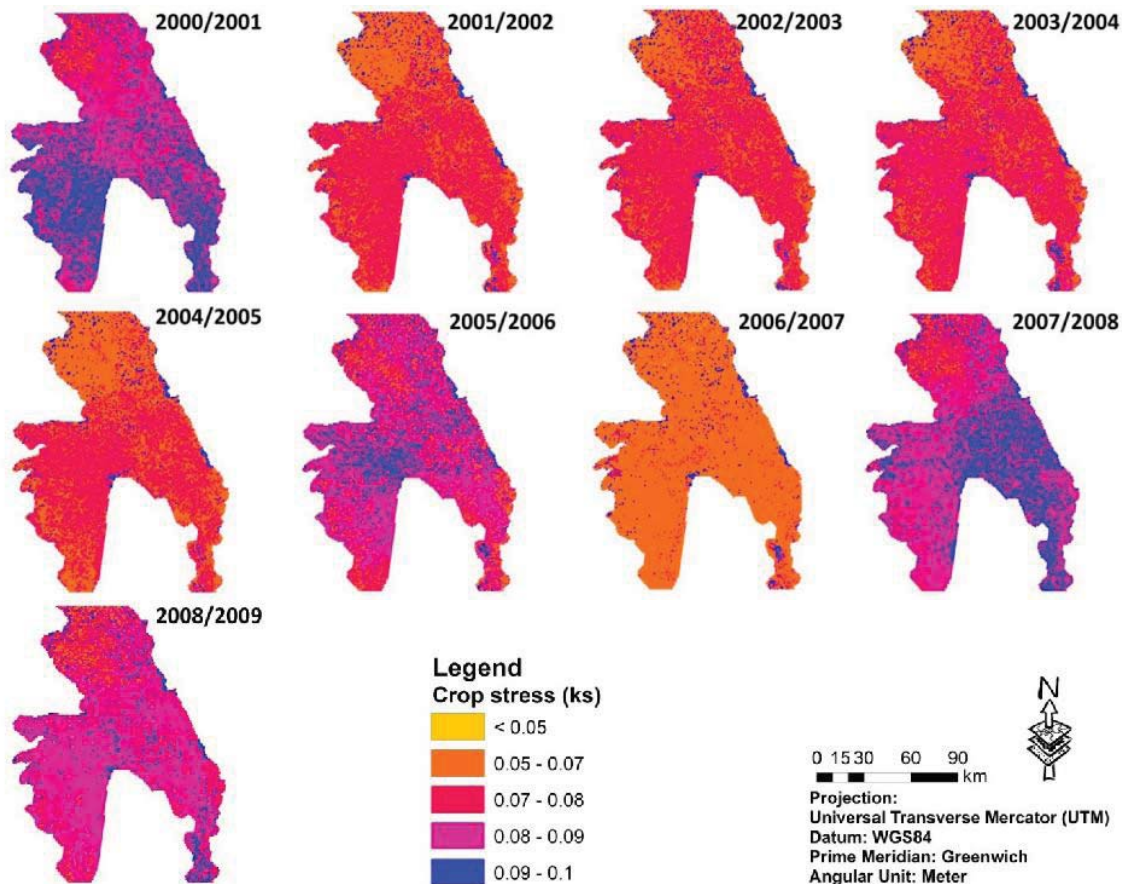 2000/2001
2001/2002
2002/2003
2003/2004
2004/2005
2005/2006
2006/2007
2007/2008
2008/2009
Legend
Crop stress (ks)
< 0.05
0.05 - 0.07
0.07 - 0.08
0.08 - 0.09
0.09 - 0.1
N
0 15 30 60 90
km
Projection:
Universal Transverse Mercator (UTM)
Datum: WGS84
Prime Meridian: Greenwich
Angular Unit: Meter